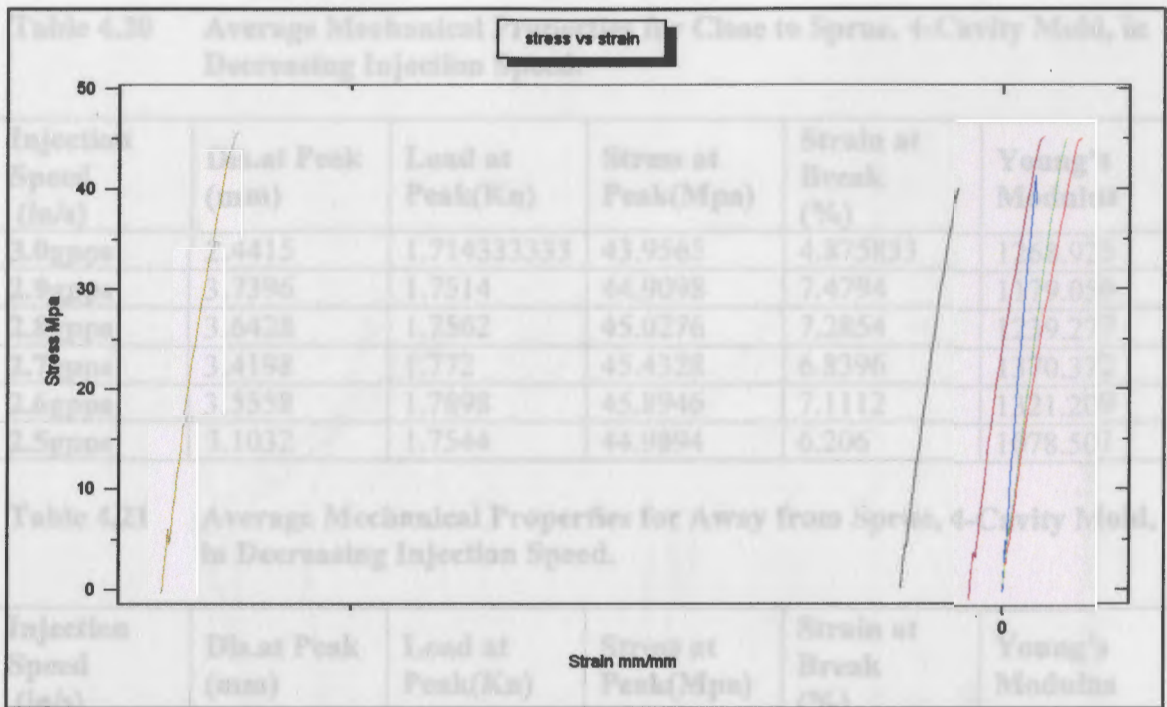 Table 4.20 Average Mechanical Properties for Close to Sprue, 4-Cavity Mold, in
Decreasing Injection Speed.
stress vs strain
50
40
30
20
10
0
Stress Mpa
0
Strain mm/mm
Injection Speed (in/s) Dis.at Peak (mm) Load at Peak(Kn) Stress at Peak(Mpa) Strain at Break (%) Young's Modulus
3.0gppa 2.4415 1.714333333 43.9565 4.875833
2.9gppa 3.7396 1.7514 44.9098 7.4794
2.8gppa 3.6428 1.7562 45.0276 7.2854
2.7gppa 3.4198 1.772 45.4328 6.8396
2.6gppa 3.5558 1.7898 45.8946 7.1112
2.5gppa 3.1032 1.7544 44.9894 6.206
Table 4.21 Average Mechanical Properties for Away from Sprue, 4-Cavity Mold,
in Decreasing Injection Speed.
Injection Speed (in/s) Dis.at Peak (mm) Load at Peak(Kn) Stress at Peak(Mpa) Strain at Break (%) Young's Modulus